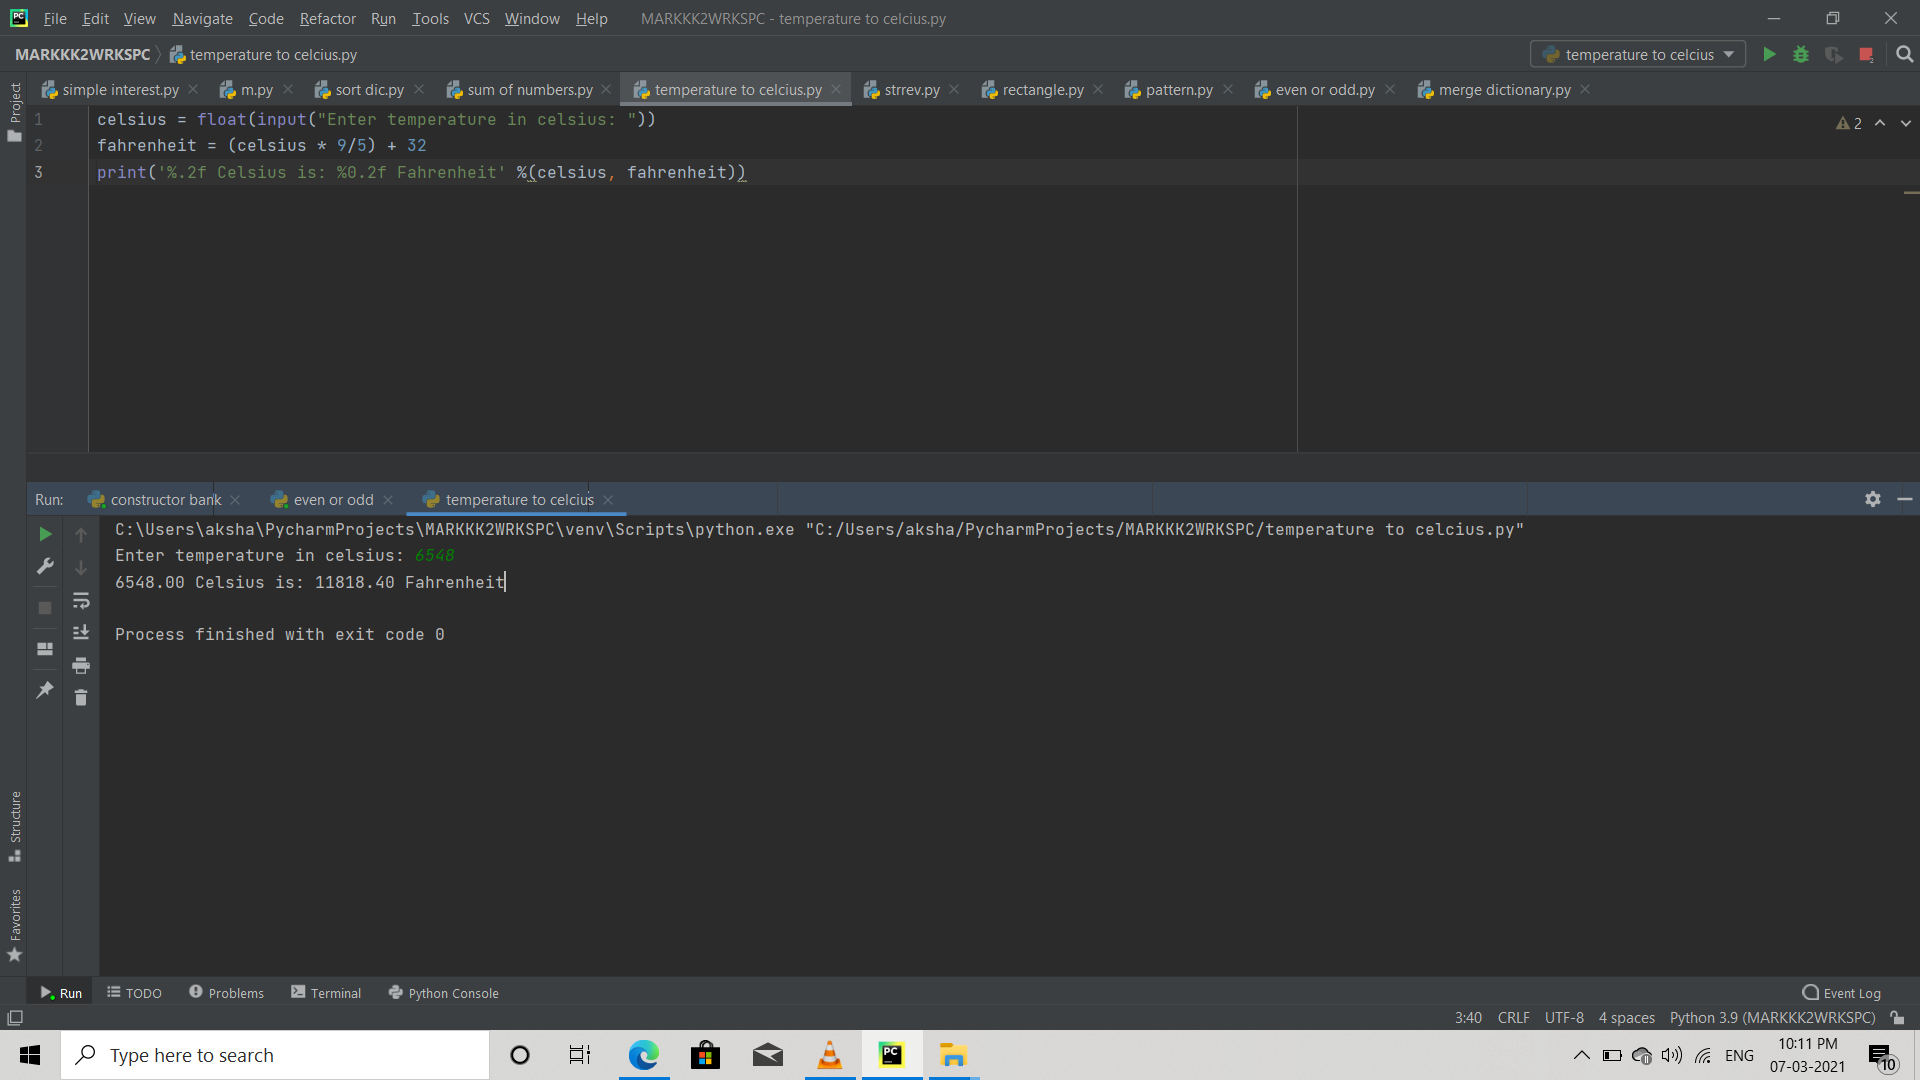 File Edit View Navigate Code Refactor Run Tools VCS Window Help MARKKK2WRKSPC - temperature to celcius.py
MARKKK2WRKSPC temperature to celcius.py temperature to celcius
simple interest.py m.py sort dic.py sum of numbers.py temperature to celcius.py strrev.py rectangle.py pattern.py even or odd.py merge dictionary.py
Project
1 celsius = float(input("Enter temperature in celsius: "))
2
2 fahrenheit = (celsius * 9/5) + 32
3 print('%.2f Celsius is: %0.2f Fahrenheit' %(celsius, fahrenheit))
Run: constructor bank even or odd temperature to celcius
C:\Users\aksha\PycharmProjects\MARKKK2WRKSPC\venv\Scripts\python.exe "C:/Users/aksha/PycharmProjects/MARKKK2WRKSPC/temperature to celcius.py"
Enter temperature in celsius: 6548
6548.00 Celsius is: 11818.40 Fahrenheit
Process finished with exit code 0
Structure
Favorites
Run TODO Problems Terminal Python Console Event Log
3:40 CRLF UTF-8 4 spaces Python 3.9 (MARKKK2WRKSPC)
Type here to search
PC
ENG
10:11 PM
07-03-2021
10